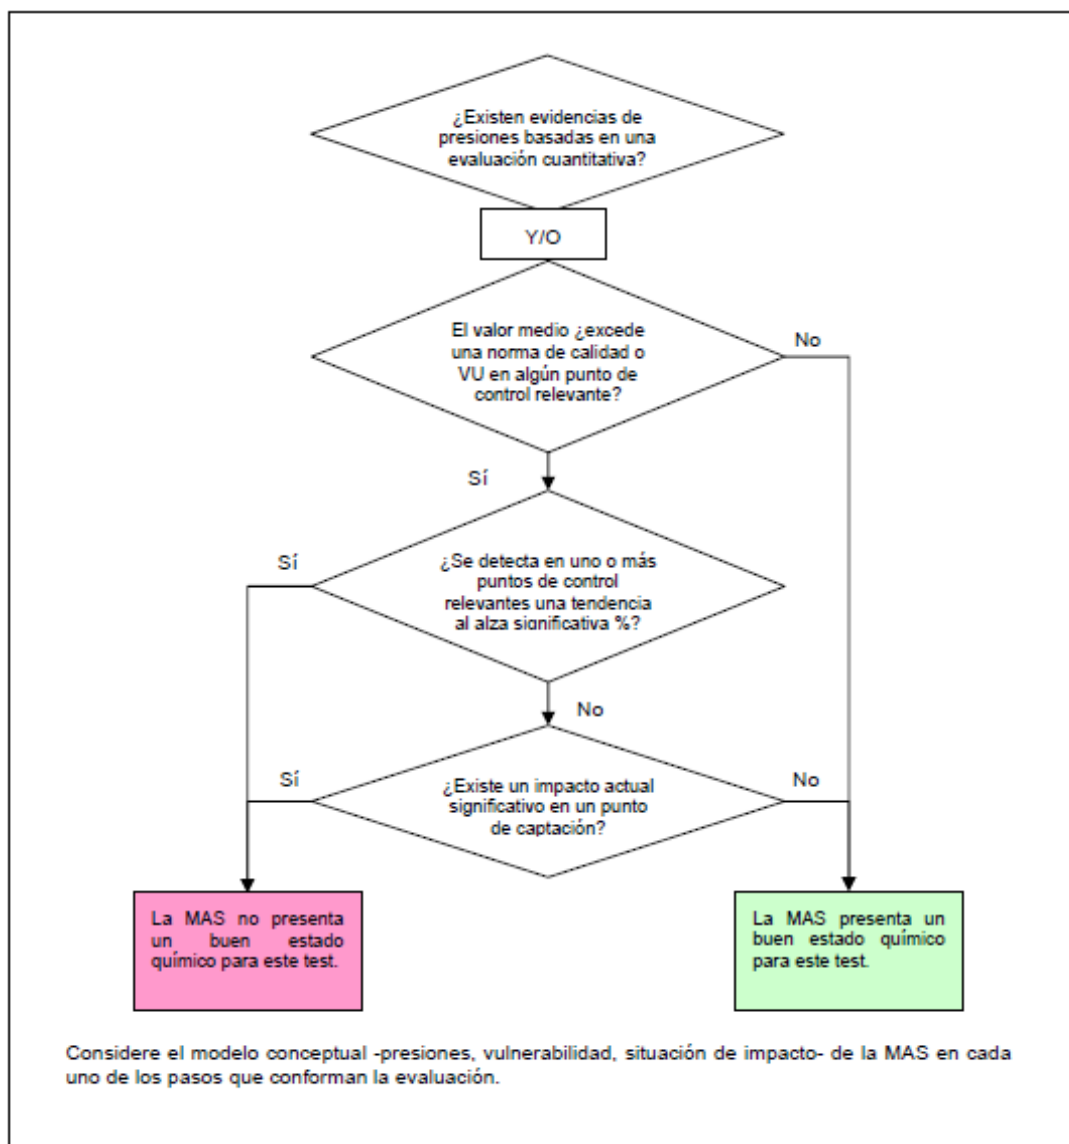 ¿Existen evidencias de
presiones basadas en una
evaluación cuantitativa?
Y/O
El valor medio ¿excede
una norma de calidad o
VU en algún punto de
control relevante?
No
Sí
¿Se detecta en uno o más
puntos de control
relevantes una tendencia
al alza significativa %?
Sí
No
¿Existe un impacto actual
significativo en un punto
de captación?
Sí
No
La MAS no presenta
un buen estado
químico para este test.
La MAS presenta un
buen estado químico
para este test.
Considere el modelo conceptual -presiones, vulnerabilidad, situación de impacto- de la MAS en cada
uno de los pasos que conforman la evaluación.